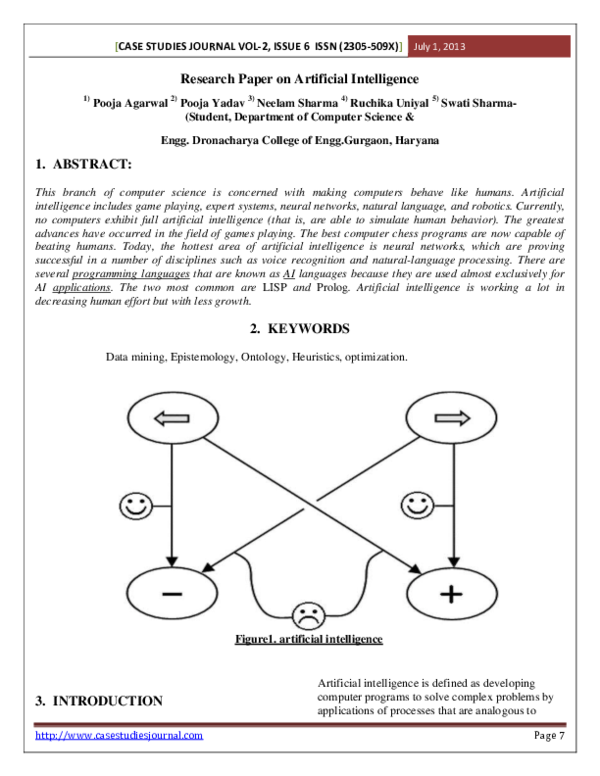 [CASE STUDIES JOURNAL VOL-2, ISSUE 6 ISSN (2305-509X)] July 1, 2013
Research Paper on Artificial Intelligence
1) Pooja Agarwal 2) Pooja Yadav 3) Neelam Sharma 4) Ruchika Uniyal 5) Swati Sharma-
(Student, Department of Computer Science &
Engg. Dronacharya College of Engg.Gurgaon, Haryana
1. ABSTRACT:
This branch of computer science is concerned with making computers behave like humans. Artificial
intelligence includes game playing, expert systems, neural networks, natural language, and robotics. Currently,
no computers exhibit full artificial intelligence (that is, are able to simulate human behavior). The greatest
advances have occurred in the field of games playing. The best computer chess programs are now capable of
beating humans. Today, the hottest area of artificial intelligence is neural networks, which are proving
successful in a number of disciplines such as voice recognition and natural-language processing. There are
several programming languages that are known as AI languages because they are used almost exclusively for
AI applications. The two most common are LISP and Prolog. Artificial intelligence is working a lot in
decreasing human effort but with less growth.
2. KEYWORDS
Data mining, Epistemology, Ontology, Heuristics, optimization.
−
+
Figure1. artificial intelligence
3. INTRODUCTION
Artificial intelligence is defined as developing
computer programs to solve complex problems by
applications of processes that are analogous to
http://www.casestudiesjournal.com Page 7